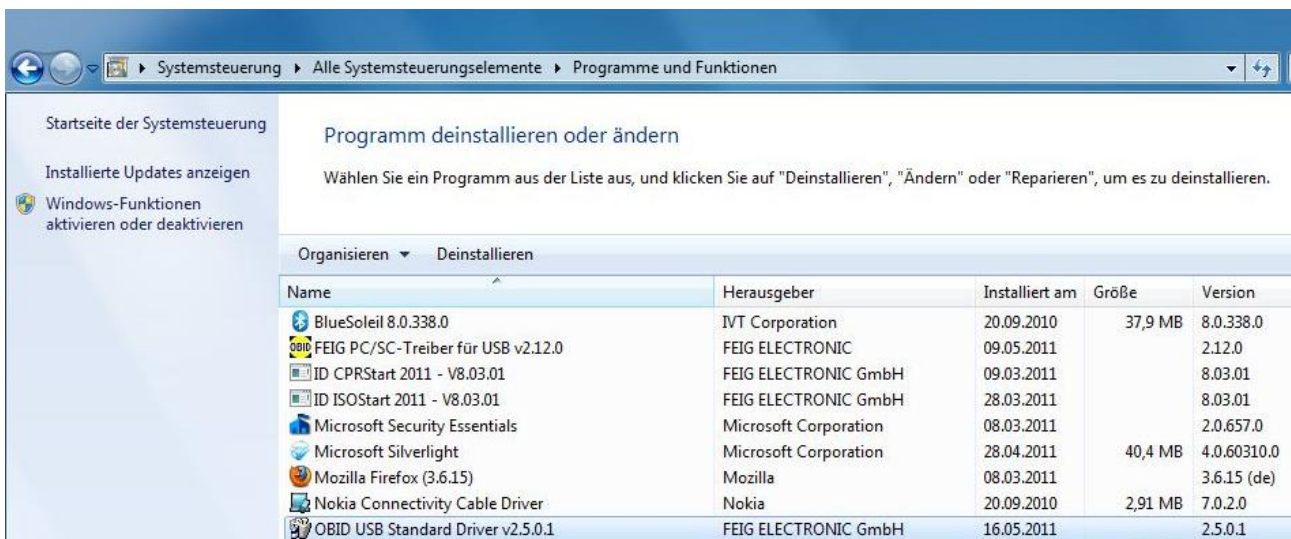 Systemsteuerung Alle Systemsteuerungselemente Programme und Funktionen
Startseite der Systemsteuerung
Installierte Updates anzeigen
Windows-Funktionen
aktivieren oder deaktivieren
Programm deinstallieren oder ändern
Wählen Sie ein Programm aus der Liste aus, und klicken Sie auf "Deinstallieren", "Ändern" oder "Reparieren", um es zu deinstallieren.
Organisieren Deinstallieren
Name Herausgeber Installiert am Größe Version
BlueSoleil 8.0.338.0 IVT Corporation 20.09.2010 37,9 MB 8.0.338.0
OBID FEIG PC/SC-Treiber für USB v2.12.0 FEIG ELECTRONIC 09.05.2011 2.12.0
ID CPRStart 2011 - V8.03.01 FEIG ELECTRONIC GmbH 09.03.2011 8.03.01
ID ISOStart 2011 - V8.03.01 FEIG ELECTRONIC GmbH 28.03.2011 8.03.01
Microsoft Security Essentials Microsoft Corporation 08.03.2011 2.0.657.0
Microsoft Silverlight Microsoft Corporation 28.04.2011 40,4 MB 4.0.60310.0
Mozilla Firefox (3.6.15) Mozilla 08.03.2011 3.6.15 (de)
Nokia Connectivity Cable Driver Nokia 20.09.2010 2,91 MB 7.0.2.0
OBID USB Standard Driver v2.5.0.1 FEIG ELECTRONIC GmbH 16.05.2011 2.5.0.1